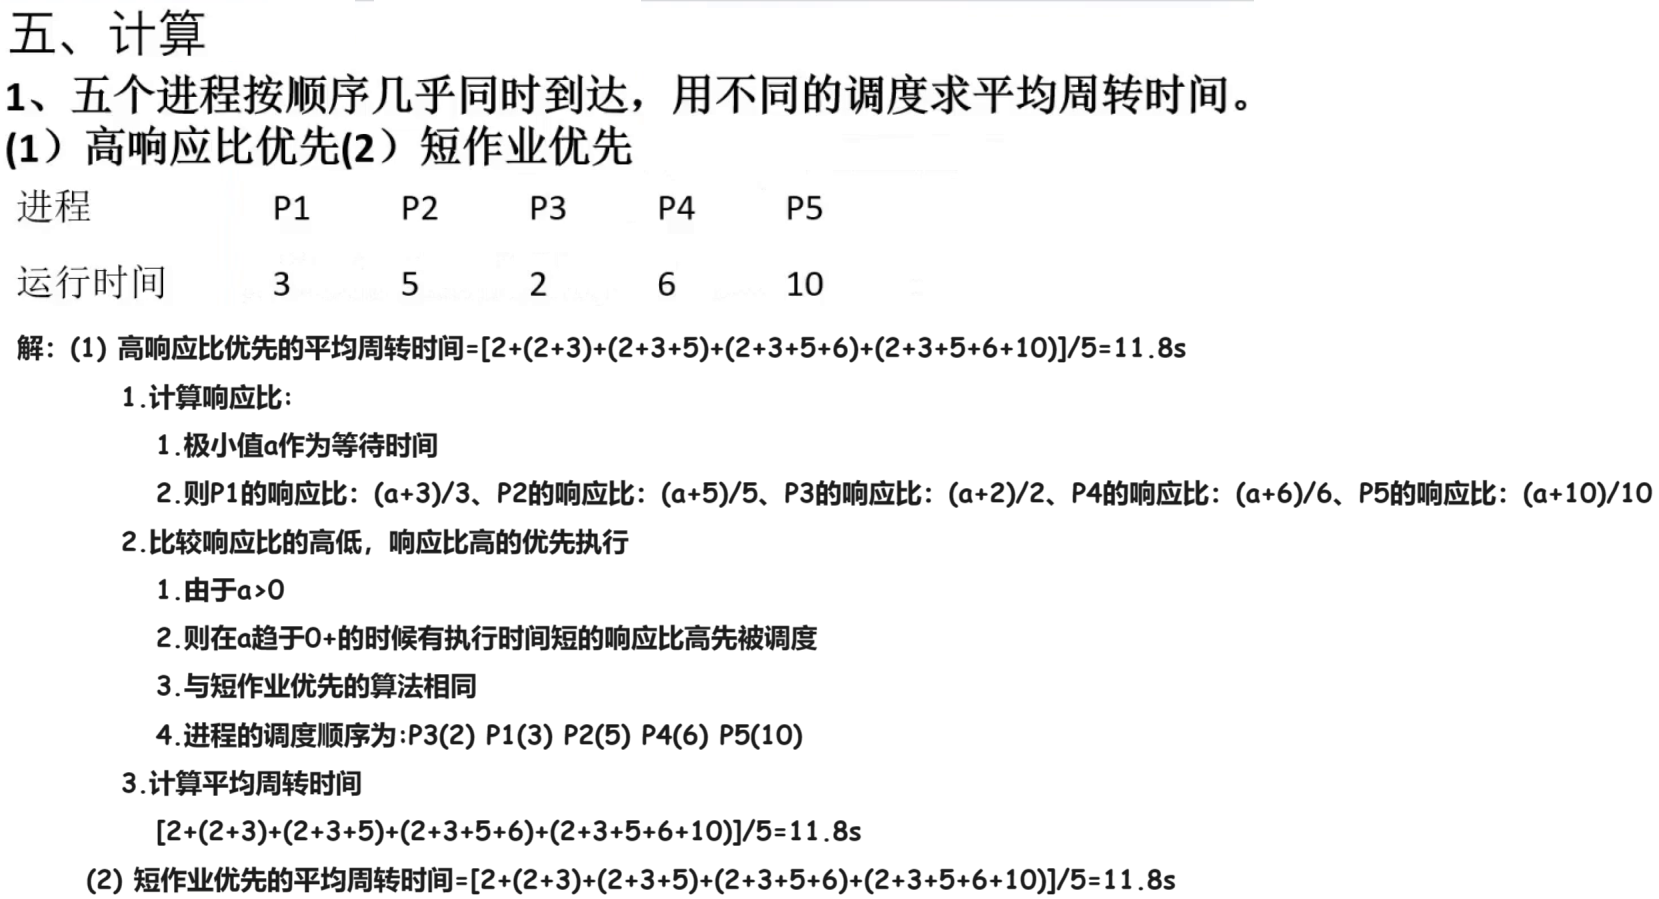 五、计算
1、五个进程按顺序几乎同时到达，用不同的调度求平均周转时间。
(1）高响应比优先(2）短作业优先
进程 P1 P2 P3 P4 P5
运行时间 3 5 2 6 10
解：(1) 高响应比优先的平均周转时间=[2+(2+3)+(2+3+5)+(2+3+5+6)+(2+3+5+6+10)]/5=11.8s
1.计算响应比：
1.极小值a作为等待时间
2.则P1的响应比：(a+3)/3、P2的响应比：(a+5)/5、P3的响应比：(a+2)/2、P4的响应比：(a+6)/6、P5的响应比：(a+10)/10
2.比较响应比的高低，响应比高的优先执行
1.由于a>0
2.则在a趋于0+的时候有执行时间短的响应比高先被调度
3.与短作业优先的算法相同
4.进程的调度顺序为:P3(2) P1(3) P2(5) P4(6) P5(10)
3.计算平均周转时间
[2+(2+3)+(2+3+5)+(2+3+5+6)+(2+3+5+6+10)]/5=11.8s
(2) 短作业优先的平均周转时间=[2+(2+3)+(2+3+5)+(2+3+5+6)+(2+3+5+6+10)]/5=11.8s